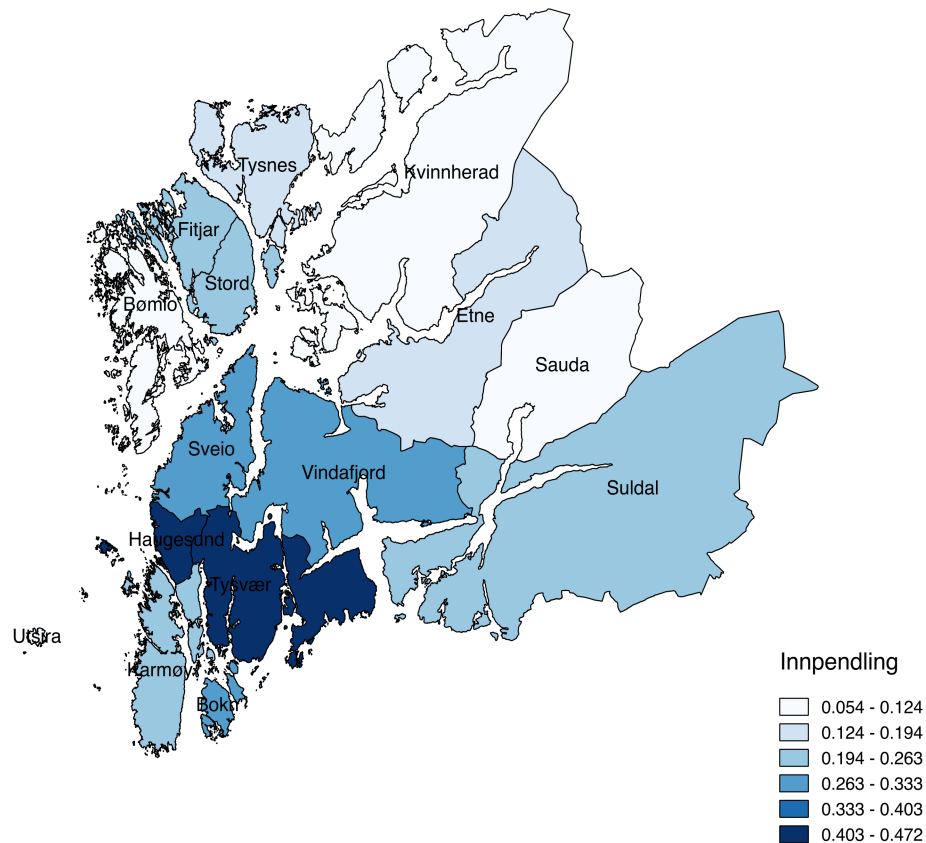 Tysnes
Kvinnherad
Fitjar
Stord
Bømlo
Etne
Sauda
Sveio
Vindafjord
Suldal
Haugesund
Tysvær
Utsira
Karmøy
Bokn
Innpendling
0.054 - 0.124
0.124 - 0.194
0.194 - 0.263
0.263 - 0.333
0.333 - 0.403
0.403 - 0.472